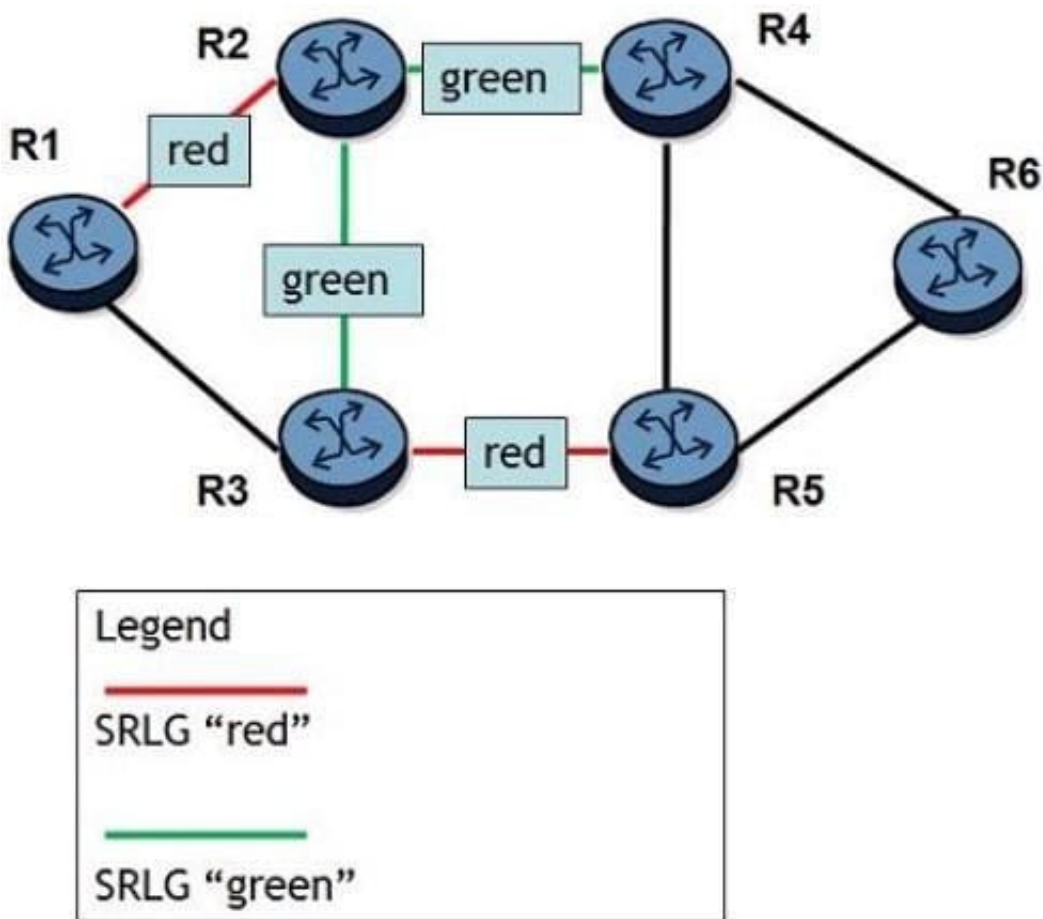 R2
R4
green
R1
red
R6
green
red
R3
R5
Legend
SRLG “red”
SRLG “green”